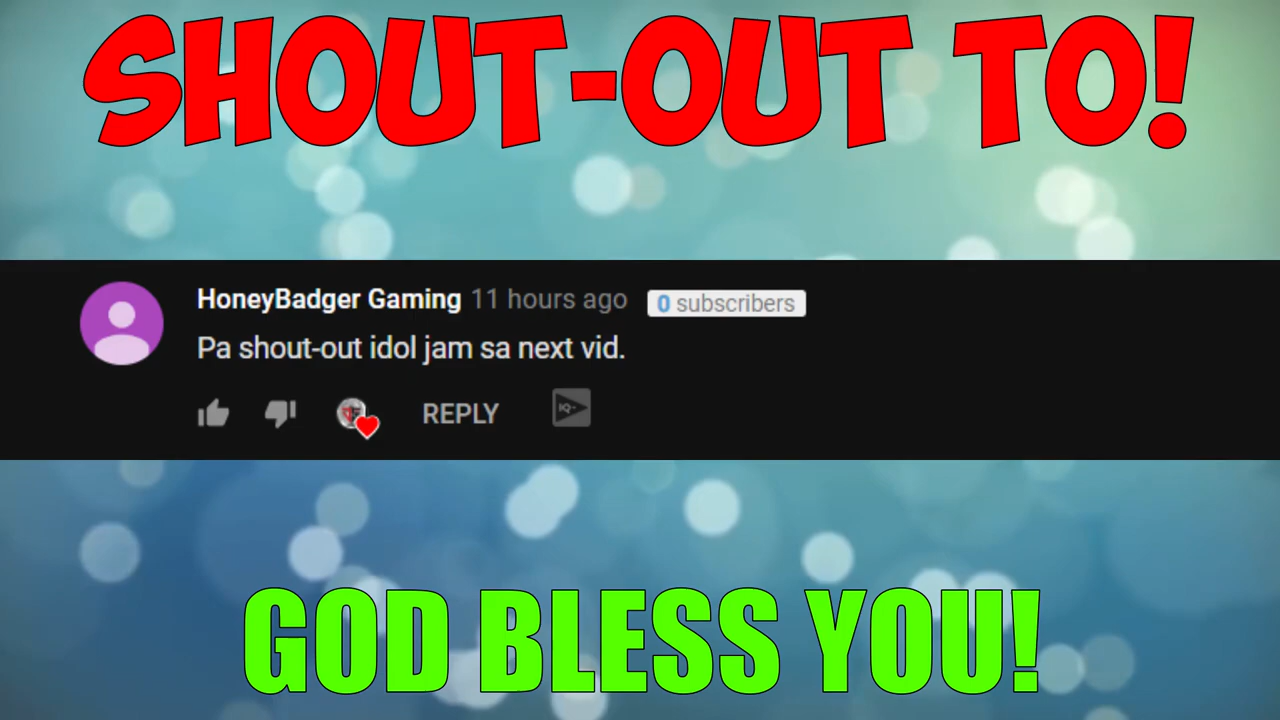 SHOUT-OUT TO!
HoneyBadger Gaming 11 hours ago 0 subscribers
Pa shout-out idol jam sa next vid.
REPLY IQ
GOD BLESS YOU!